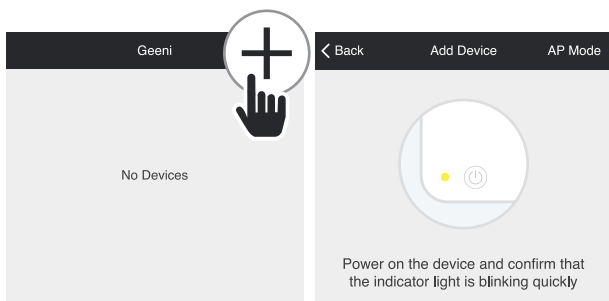 Geeni
No Devices
Back
Add Device
AP Mode
Power on the device and confirm that
the indicator light is blinking quickly